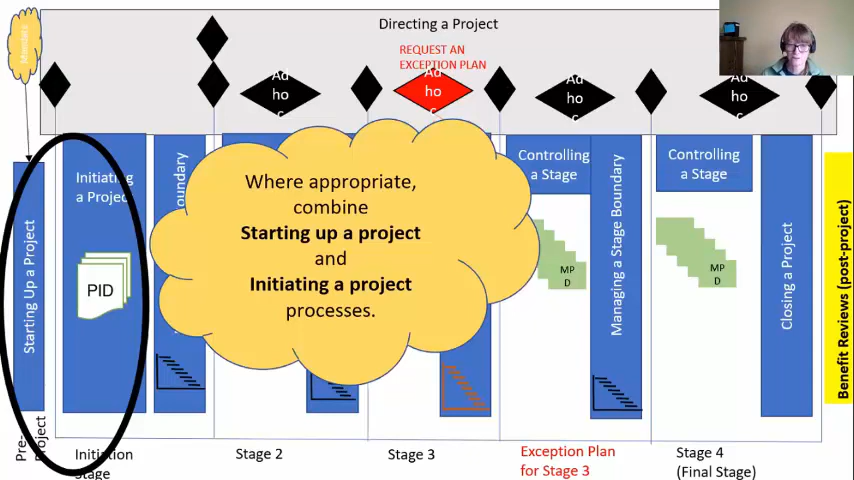 Mandate
Directing a Project
REQUEST AN
EXCEPTION PLAN
Ad
ho
c
Ad
ho
c
Ad
ho
c
Ad
ho
c
Starting Up a Project
Initiating
a Project
PID
oundary
Where appropriate,
combine
Starting up a project
and
Initiating a project
processes.
Controlling
a Stage
MP
D
Managing a Stage Boundary
Controlling
a Stage
MP
D
Closing a Project
Benefit Reviews (post-project)
Pre-
Project
Initiation
Stage
Stage 2
Stage 3
Exception Plan
for Stage 3
Stage 4
(Final Stage)